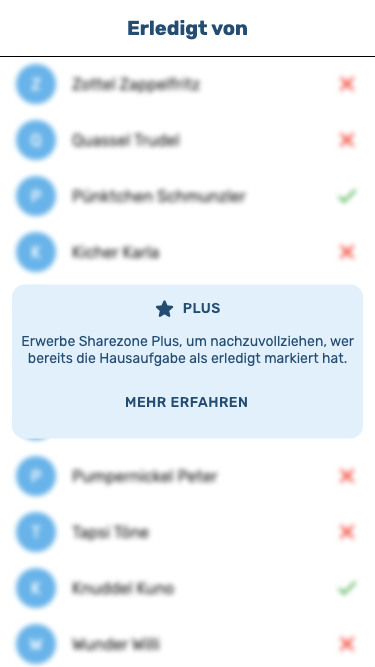 Erledigt von
Z Zottel Zappelfritz
Q Quassel Trudel
P Pünktchen Schmunzler
K Kicher Karla
PLUS
Erwerbe Sharezone Plus, um nachzuvollziehen, wer
bereits die Hausaufgabe als erledigt markiert hat.
MEHR ERFAHREN
P Pumpernickel Peter
T Tapsi Töne
K Knuddel Kuno
W Wunder Willi